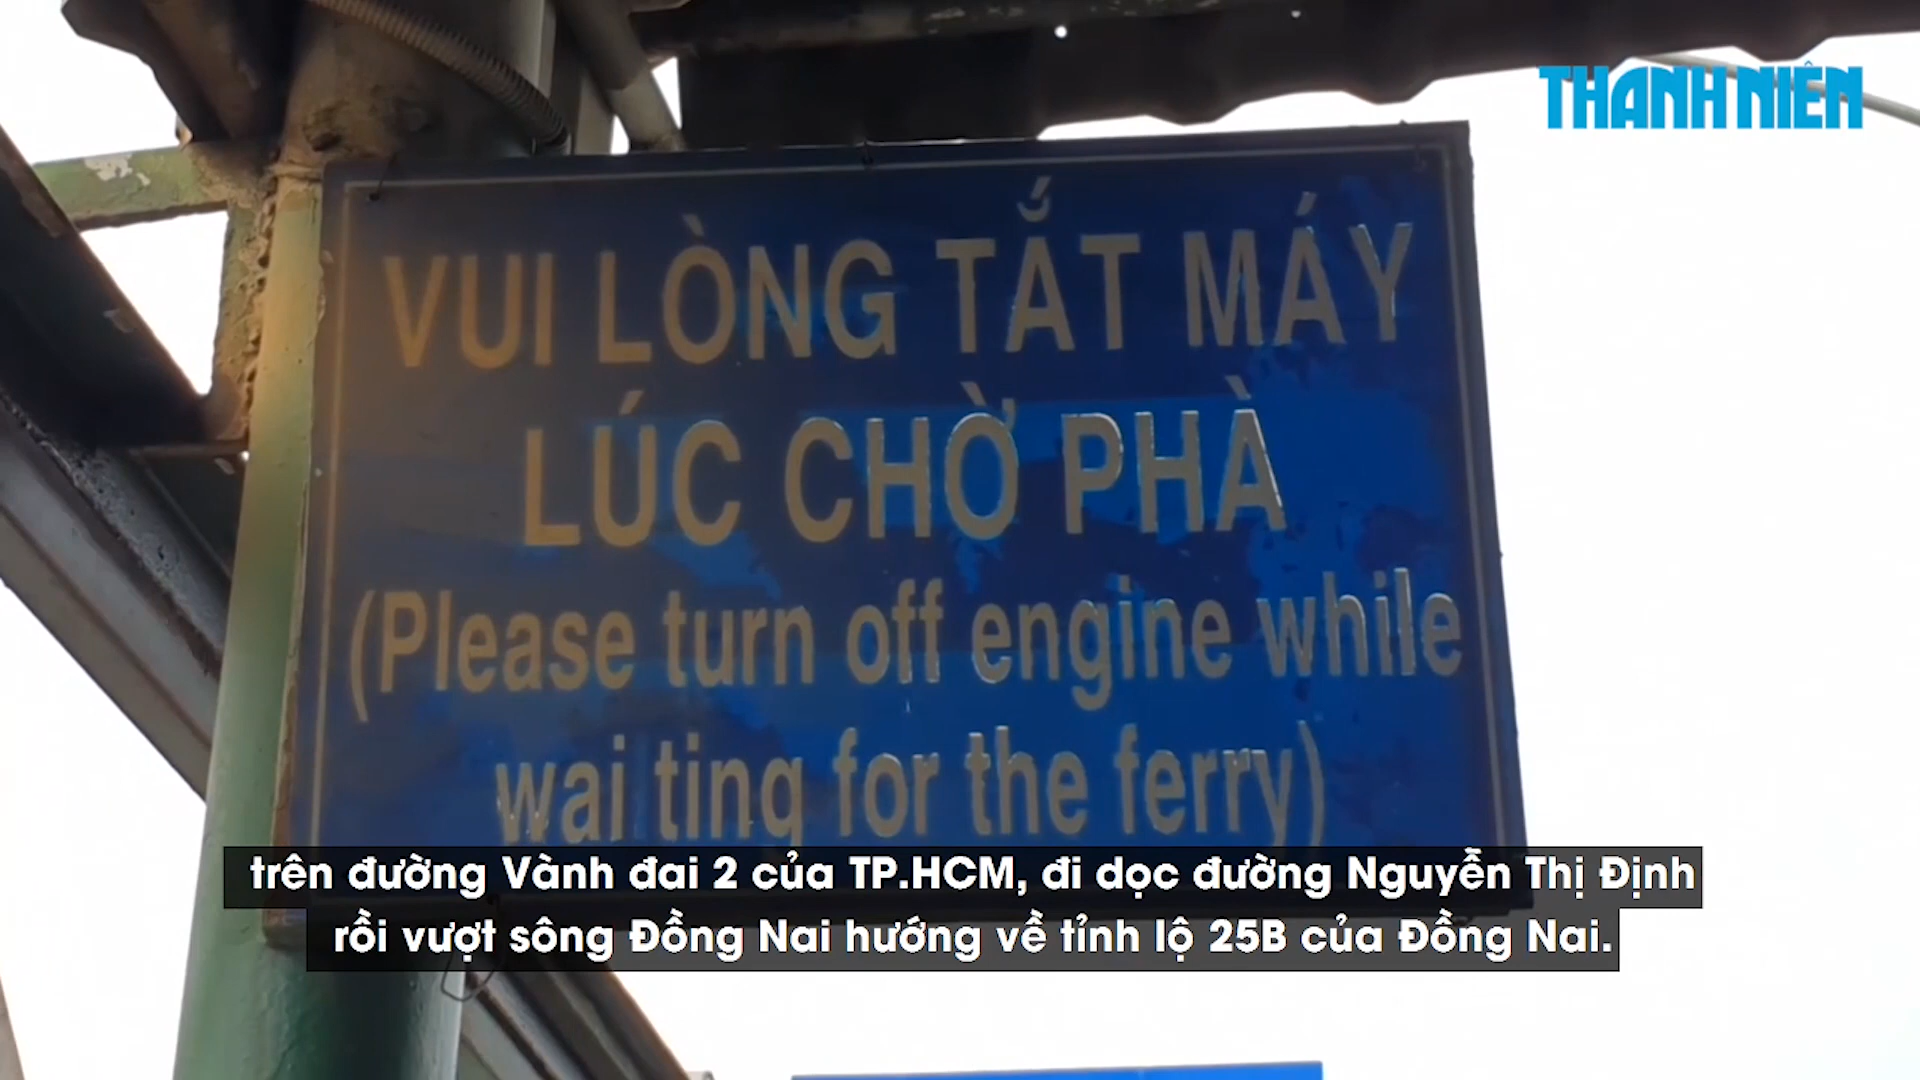 THANH NIÊN
VUI LÒNG TẮT MÁY
LÚC CHỜ PHÀ
(Please turn off engine while
wai ting for the ferry)
trên đường Vành đai 2 của TP.HCM, đi dọc đường Nguyễn Thị Định
rồi vượt sông Đồng Nai hướng về tỉnh lộ 25B của Đồng Nai.